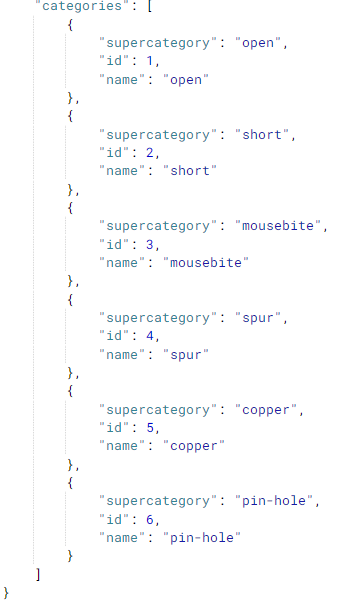 "categories": [
{
"supercategory": "open",
"id": 1,
"name": "open"
},
{
"supercategory": "short",
"id": 2,
"name": "short"
},
{
"supercategory": "mousebite",
"id": 3,
"name": "mousebite"
},
{
"supercategory": "spur",
"id": 4,
"name": "spur"
},
{
"supercategory": "copper",
"id": 5,
"name": "copper"
},
{
"supercategory": "pin-hole",
"id": 6,
"name": "pin-hole"
}
]
}